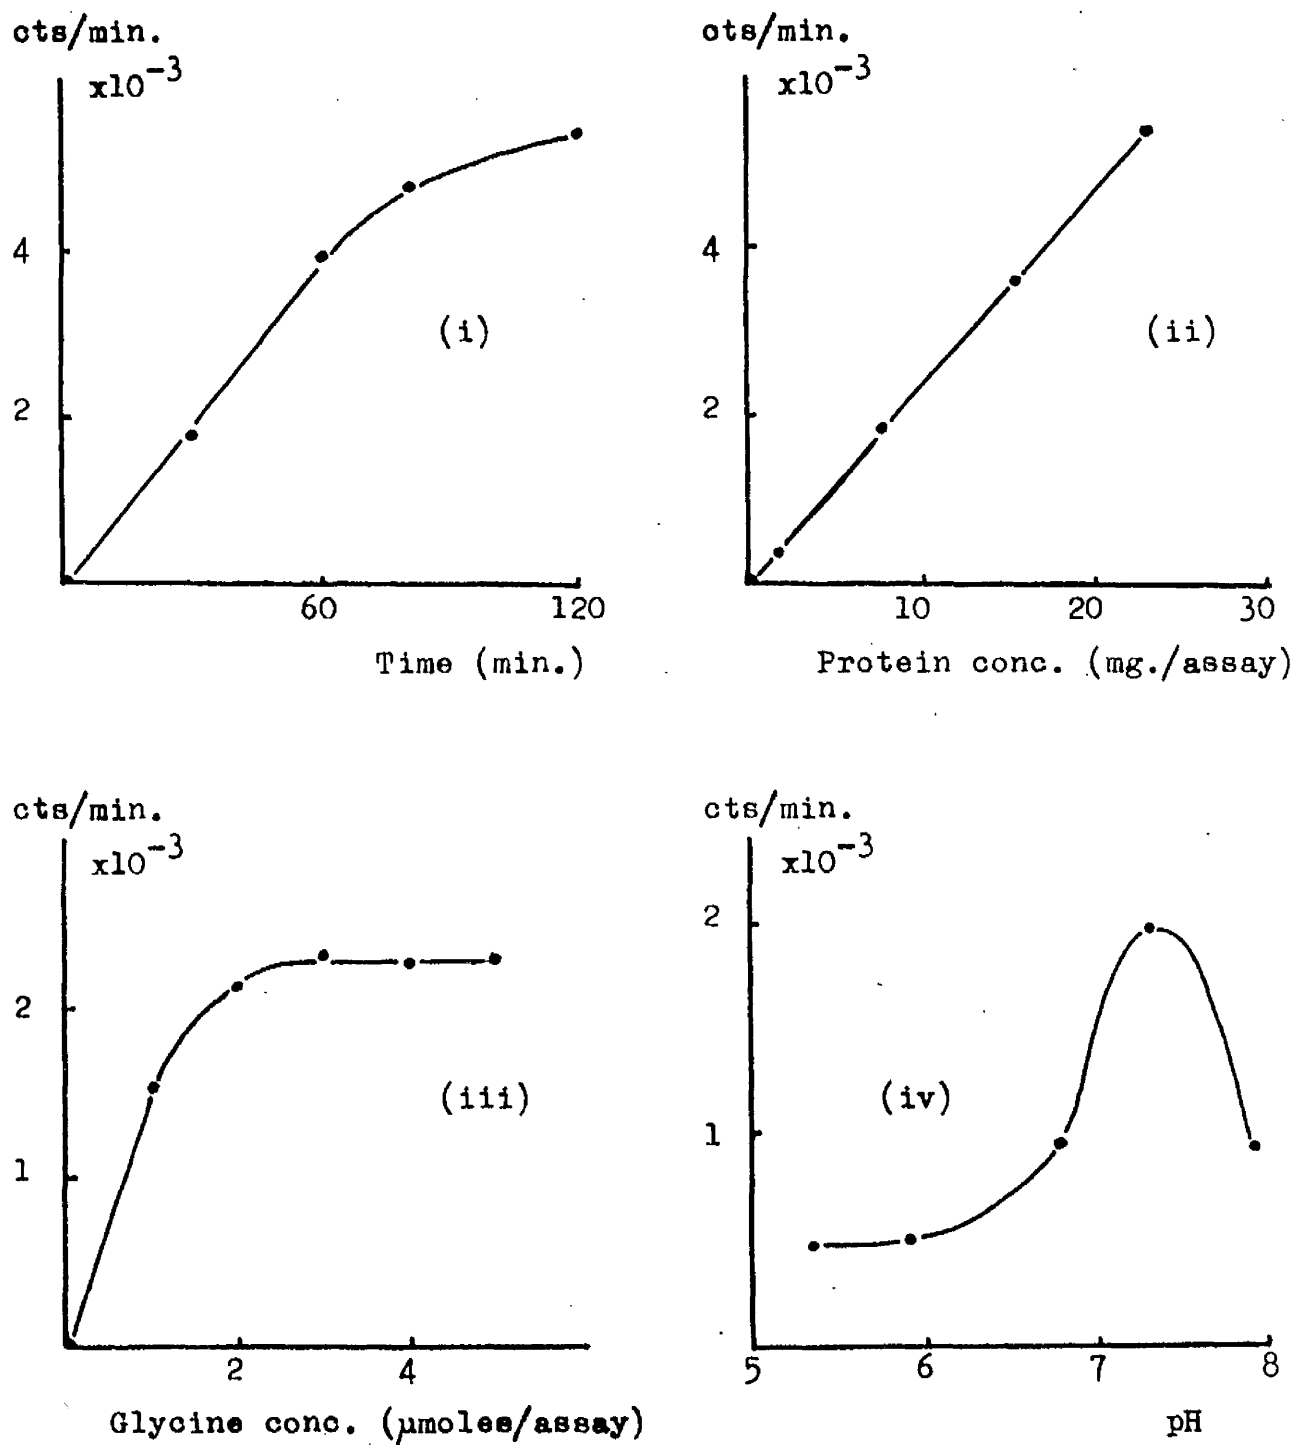 cts/min.
x10⁻³
4
2
(i)
60 120
Time (min.)
cts/min.
x10⁻³
4
2
(ii)
10 20 30
Protein conc. (mg./assay)
cts/min.
x10⁻³
2
1
(iii)
2 4
Glycine conc. (µmoles/assay)
cts/min.
x10⁻³
2
1
(iv)
5 6 7 8
pH